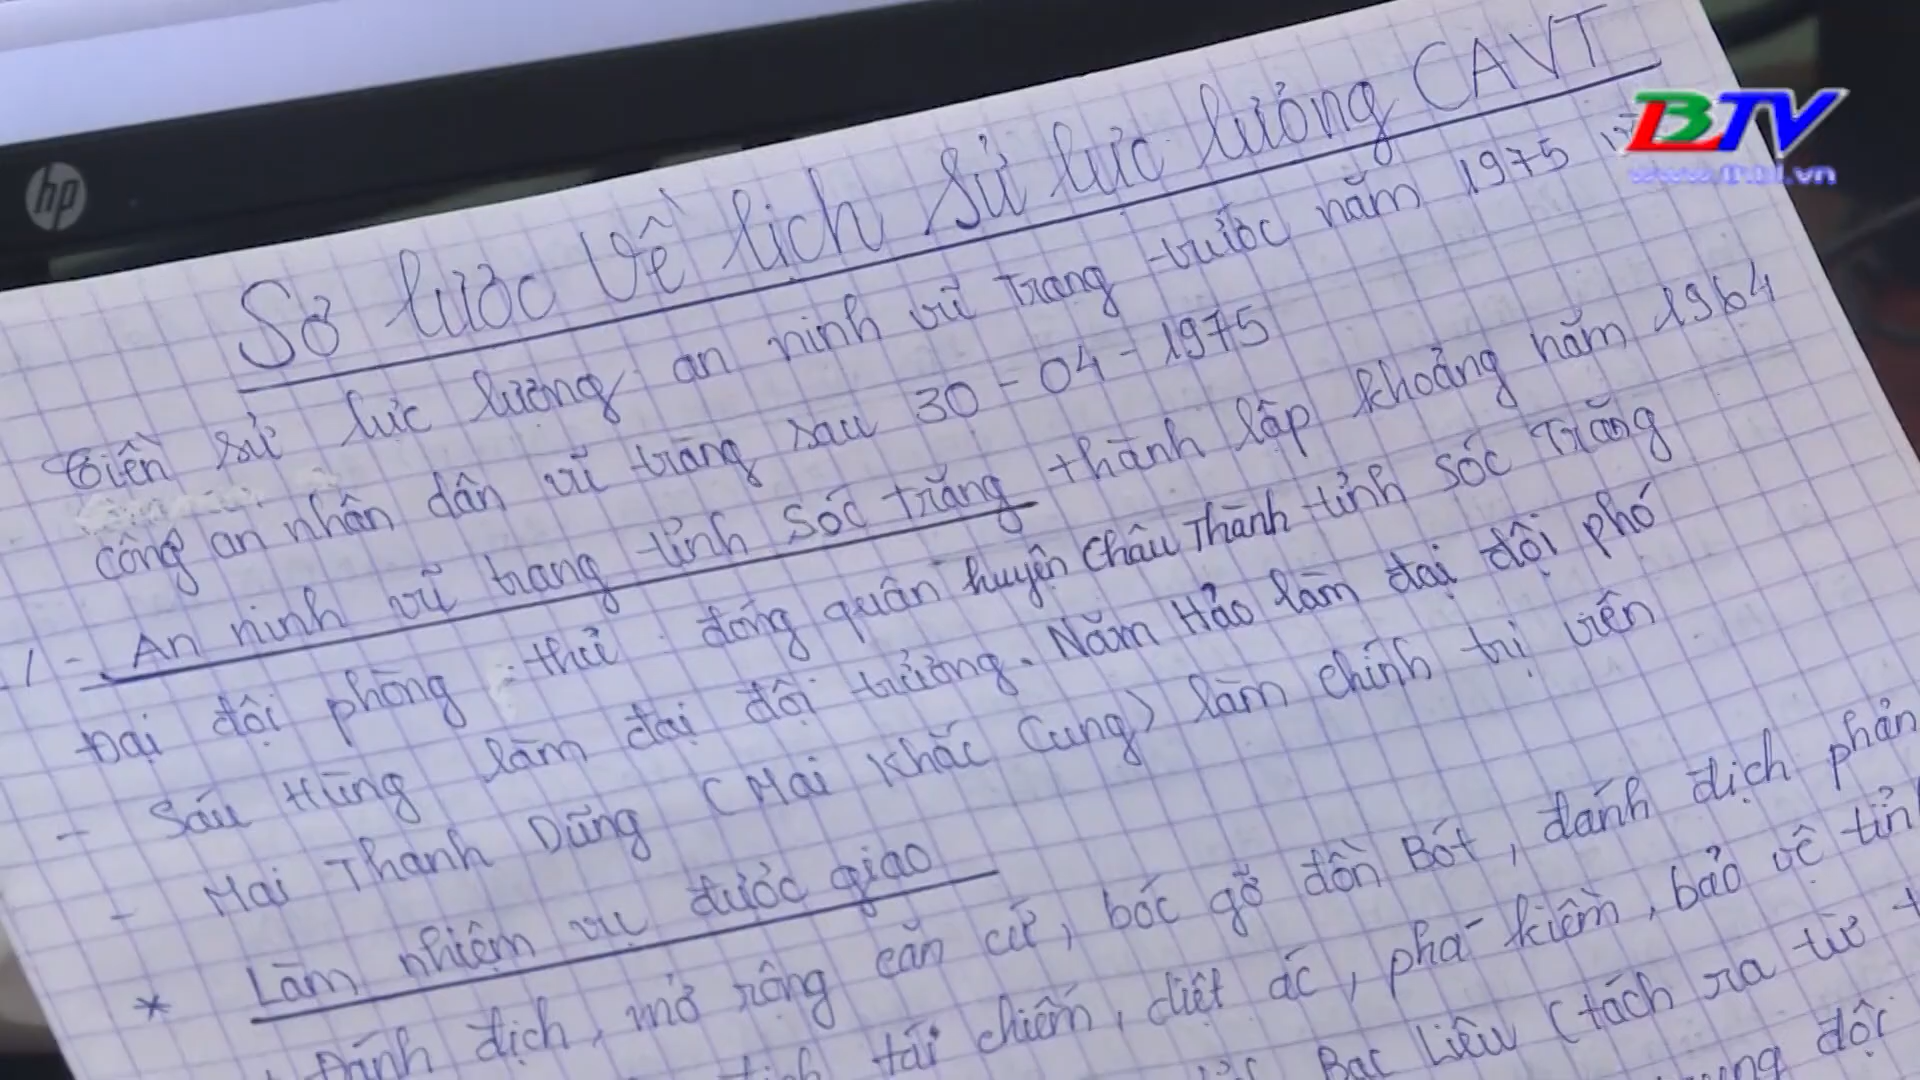 BTV
hp
Sơ lược Về lịch Sử lực lượng CAVT
Tiền sử lực lượng an ninh vũ Trang trước năm 1975
công an nhân dân vũ trang sau 30-04-1975
1- An ninh vũ trang tỉnh Sóc Trăng thành lập khoảng năm 1964
Đại đội phòng thủ đóng quân huyện Châu Thành tỉnh Sóc Trăng
- Sáu Hùng làm đại đội trưởng. Năm Hảo làm đại đội phó
- Mai Thanh Dũng (Mai Khắc Cung) làm chính trị viên
* Làm nhiệm vụ được giao
Đánh địch, mở rộng căn cứ, bóc gỡ đồn Bót, đánh địch phản
tái chiếm, diệt ác, phá kiềm, bảo vệ tỉnh
Bạc Liêu (tách ra từ
đội